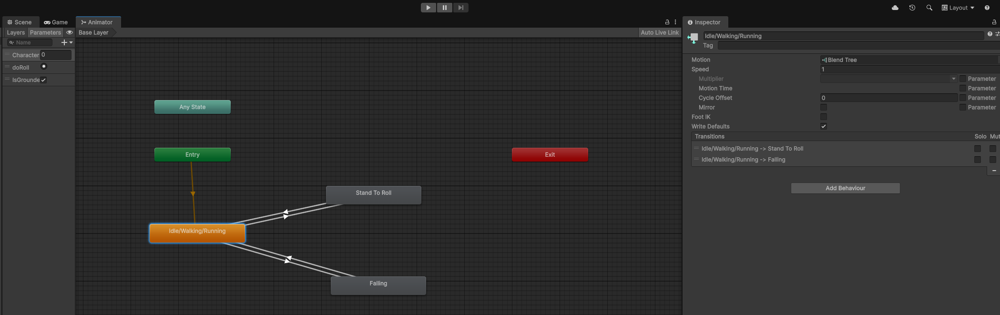 Layout
Scene
Game
Animator
Inspector
Layers
Parameters
Base Layer
Auto Live Link
Name
Character
0
doRoll
IsGrounde
Any State
Entry
Exit
Stand To Roll
Idle/Walking/Running
Falling
Idle/Walking/Running
Tag
Motion
Blend Tree
Speed
1
Multiplier
Parameter
Motion Time
Parameter
Cycle Offset
0
Parameter
Mirror
Parameter
Foot IK
Write Defaults
Transitions
Solo
Mut
Idle/Walking/Running -> Stand To Roll
Idle/Walking/Running -> Falling
Add Behaviour